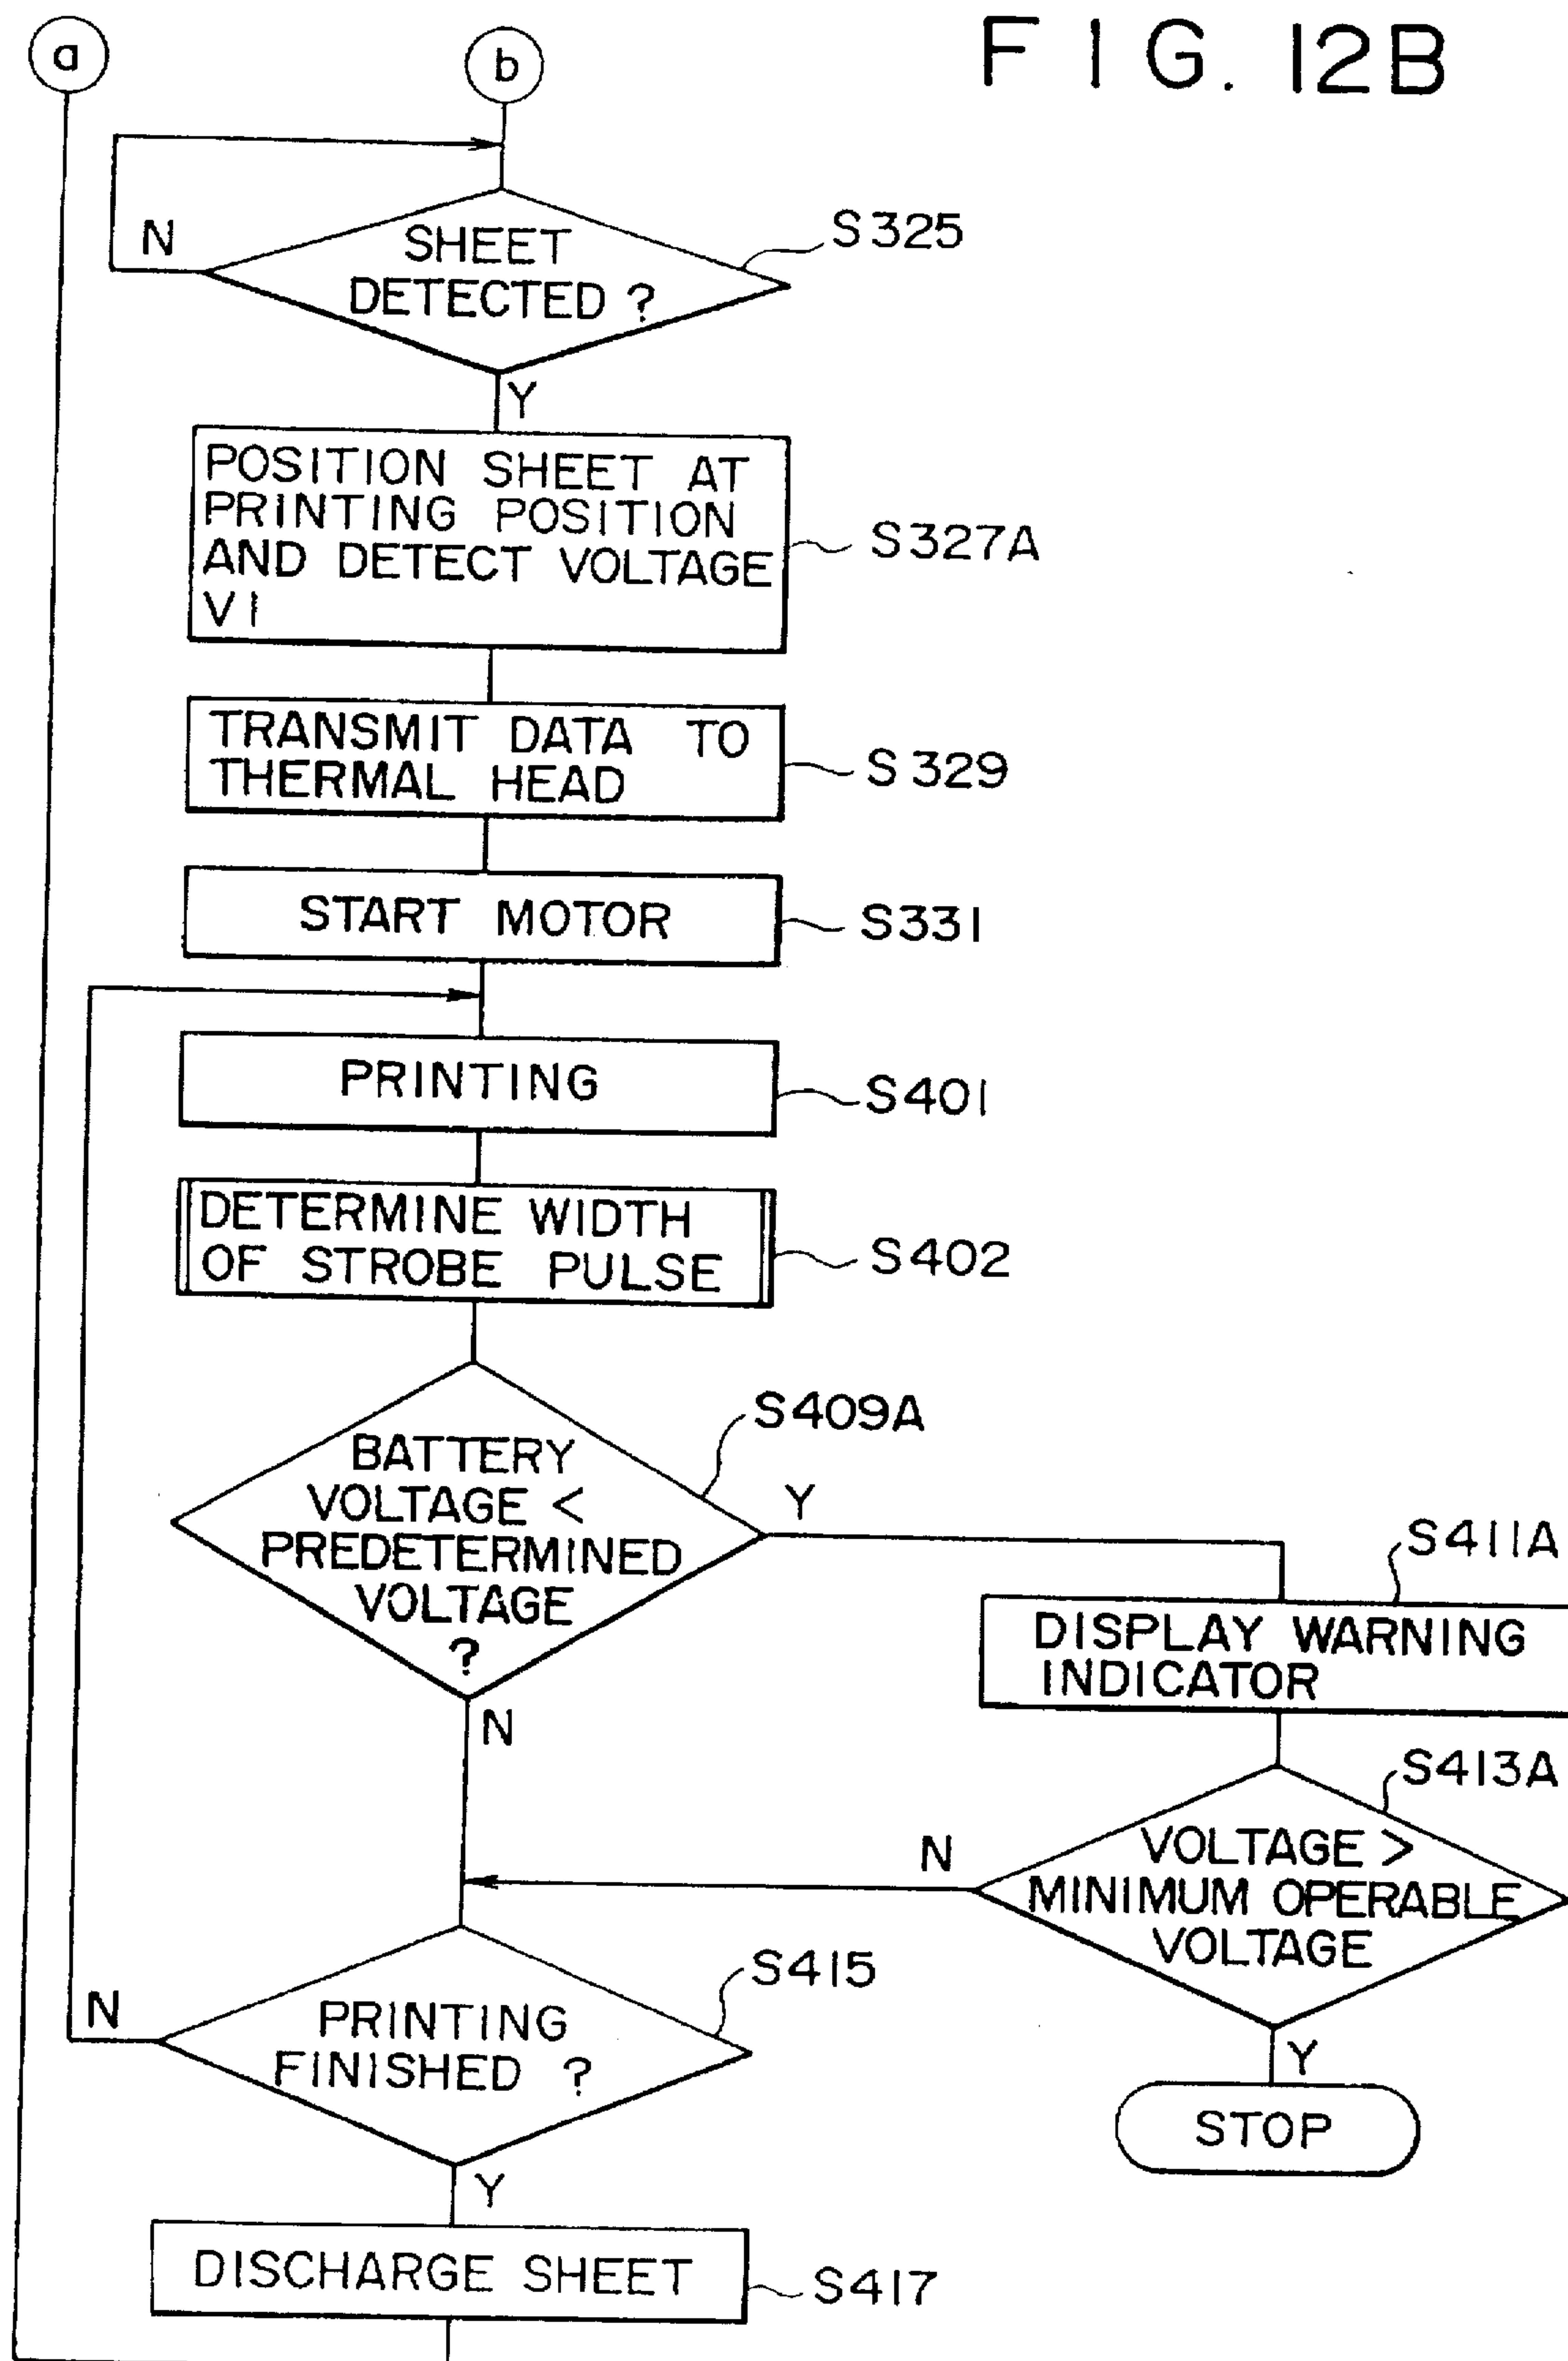 FIG. 12B
a
b
N
SHEET
DETECTED ?
S325
Y
POSITION SHEET AT
PRINTING POSITION
AND DETECT VOLTAGE
V1
S327A
TRANSMIT DATA TO
THERMAL HEAD
S329
START MOTOR
S331
PRINTING
S401
DETERMINE WIDTH
OF STROBE PULSE
S402
BATTERY
VOLTAGE <
PREDETERMINED
VOLTAGE
?
S409A
Y
N
S411A
DISPLAY WARNING
INDICATOR
S413A
VOLTAGE >
MINIMUM OPERABLE
VOLTAGE
N
Y
STOP
PRINTING
FINISHED ?
S415
N
Y
DISCHARGE SHEET
S417